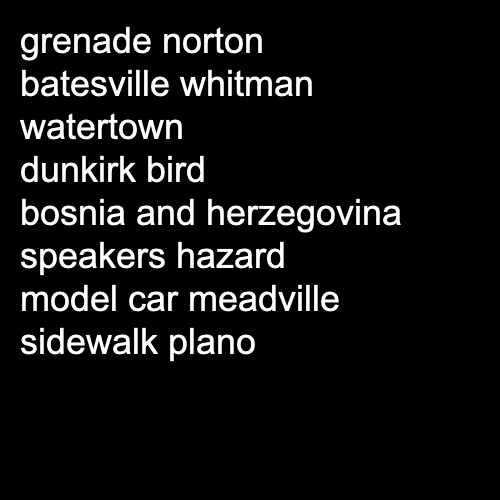 grenade norton
batesville whitman
watertown
dunkirk bird
bosnia and herzegovina
speakers hazard
model car meadville
sidewalk plano